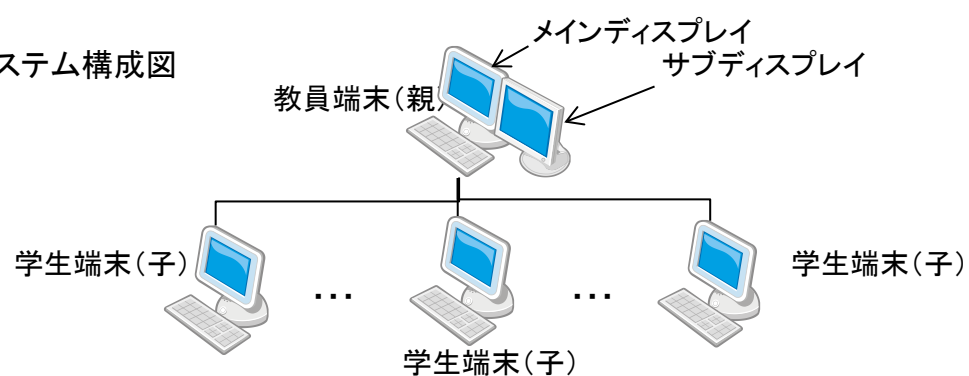 ステム構成図
メインディスプレイ
サブディスプレイ
教員端末(親)
学生端末(子)
…
…
学生端末(子)
学生端末(子)